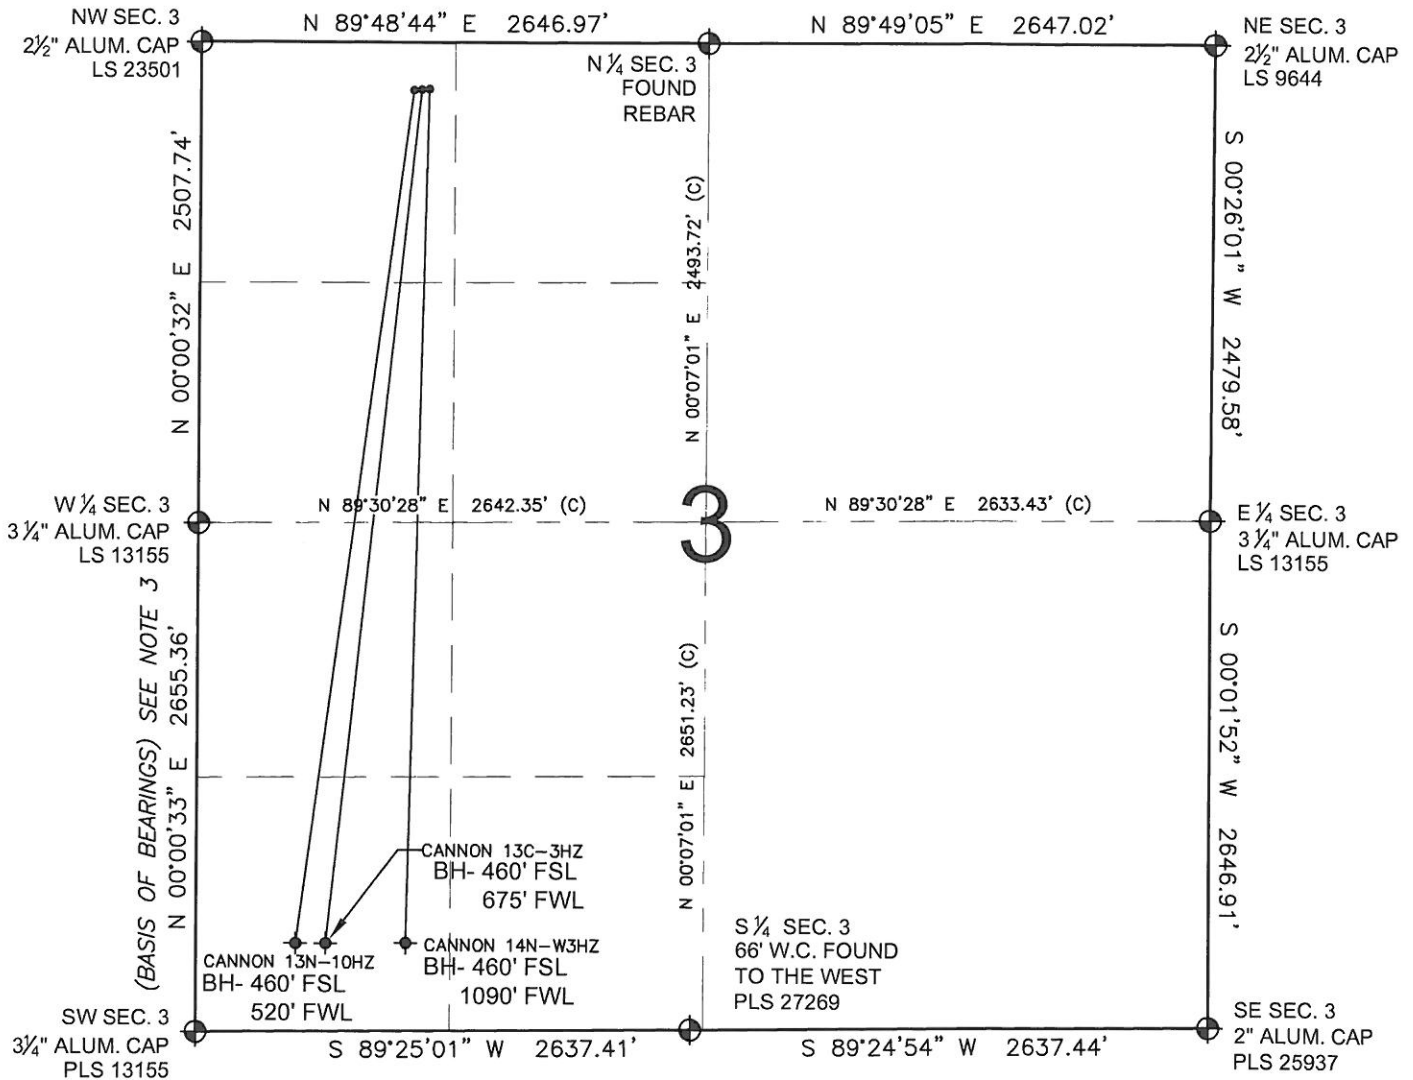 NW SEC. 3
2½" ALUM. CAP
LS 23501
N 89°48'44" E 2646.97'
N 89°49'05" E 2647.02'
NE SEC. 3
2½" ALUM. CAP
LS 9644
N ¼ SEC. 3
FOUND
REBAR
N 00°00'32" E 2507.74'
N 00°07'01" E 2493.72' (C)
S 00°26'01" W 2479.58'
W ¼ SEC. 3
3 ¼" ALUM. CAP
LS 13155
N 89°30'28" E 2642.35' (C)
3
N 89°30'28" E 2633.43' (C)
E ¼ SEC. 3
3 ¼" ALUM. CAP
LS 13155
(BASIS OF BEARINGS) SEE NOTE 3
N 00°00'33" E 2655.36'
N 00°07'01" E 2651.23' (C)
S 00°01'52" W 2646.91'
CANNON 13C-3HZ
BH- 460' FSL
675' FWL
CANNON 13N-10HZ
BH- 460' FSL
520' FWL
CANNON 14N-W3HZ
BH- 460' FSL
1090' FWL
S ¼ SEC. 3
66' W.C. FOUND
TO THE WEST
PLS 27269
SW SEC. 3
3¼" ALUM. CAP
PLS 13155
S 89°25'01" W 2637.41'
S 89°24'54" W 2637.44'
SE SEC. 3
2" ALUM. CAP
PLS 25937